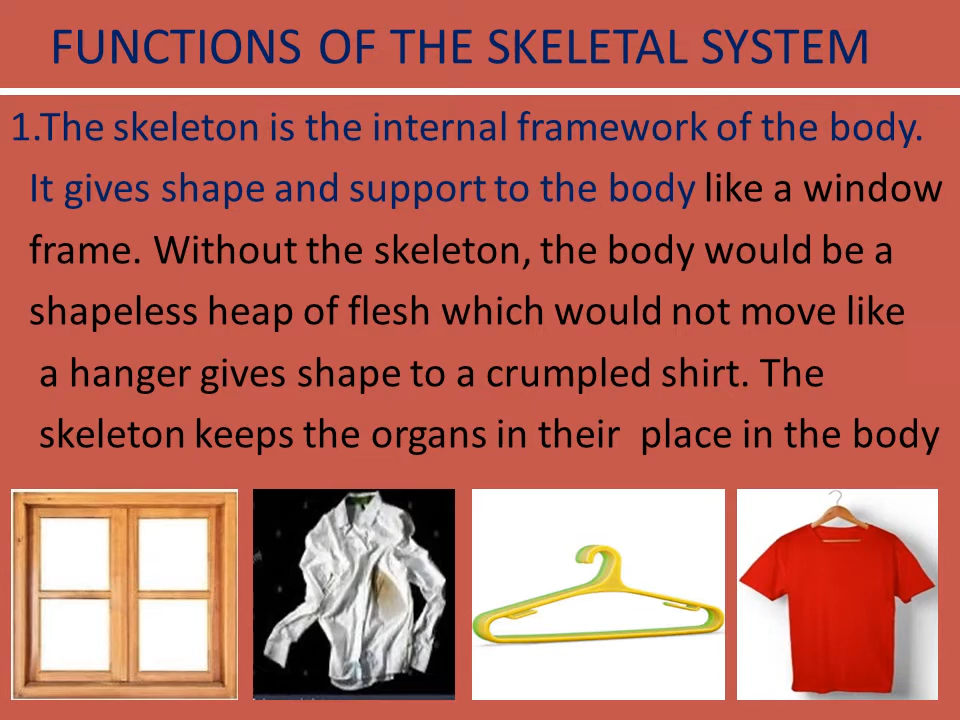 FUNCTIONS OF THE SKELETAL SYSTEM
1.The skeleton is the internal framework of the body.
It gives shape and support to the body like a window
frame. Without the skeleton, the body would be a
shapeless heap of flesh which would not move like
a hanger gives shape to a crumpled shirt. The
skeleton keeps the organs in their place in the body